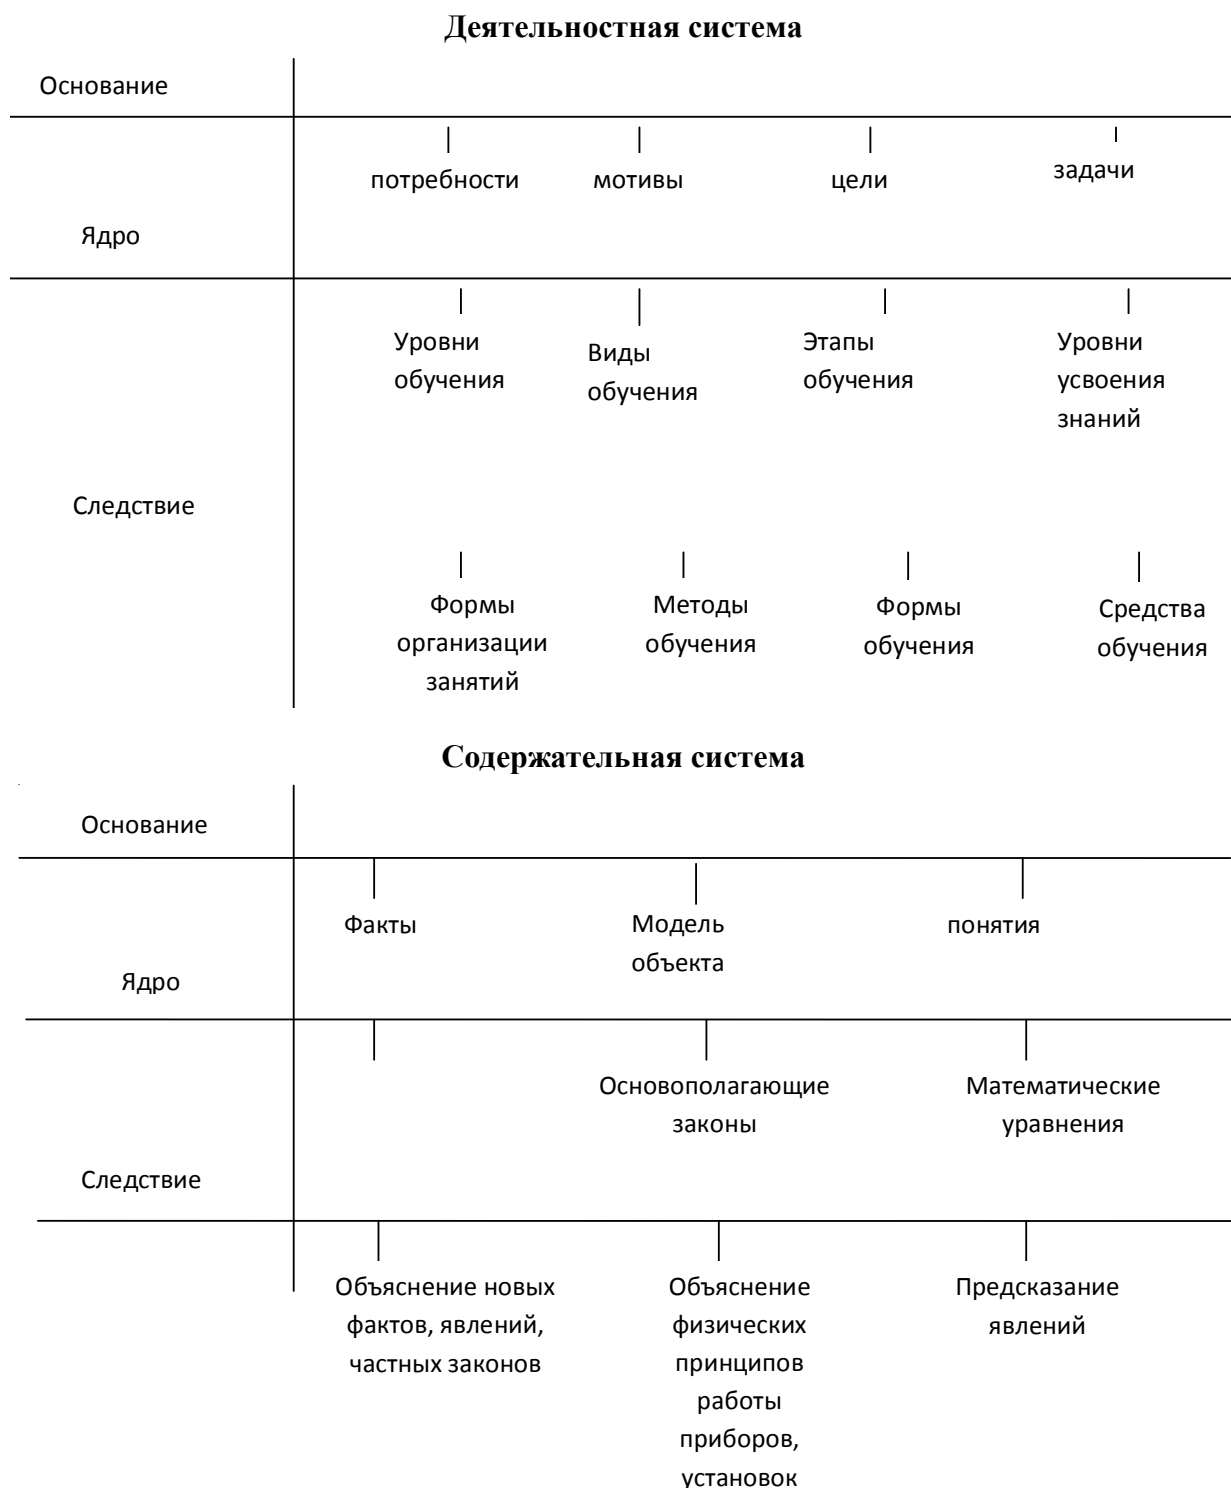 Деятельностная система
Основание
потребности мотивы цели задачи
Ядро
Уровни Виды Этапы Уровни
обучения обучения обучения усвоения
знаний
Следствие
Формы Методы Формы Средства
организации обучения обучения обучения
занятий
Содержательная система
Основание
Факты Модель понятия
объекта
Ядро
Основополагающие Математические
законы уравнения
Следствие
Объяснение новых Объяснение Предсказание
фактов, явлений, физических явлений
частных законов принципов
работы
приборов,
установок